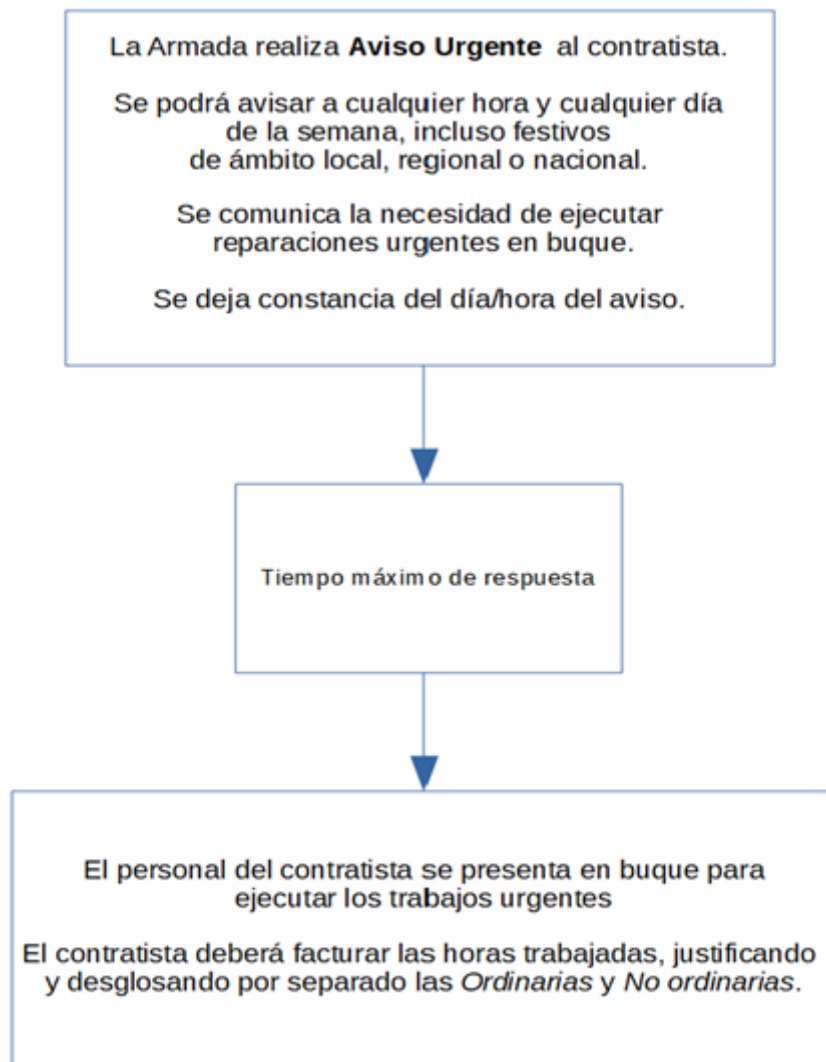 La Armada realiza Aviso Urgente al contratista.
Se podrá avisar a cualquier hora y cualquier día
de la semana, incluso festivos
de ámbito local, regional o nacional.
Se comunica la necesidad de ejecutar
reparaciones urgentes en buque.
Se deja constancia del día/hora del aviso.
Tiempo máximo de respuesta
El personal del contratista se presenta en buque para
ejecutar los trabajos urgentes
El contratista deberá facturar las horas trabajadas, justificando
y desglosando por separado las Ordinarias y No ordinarias.